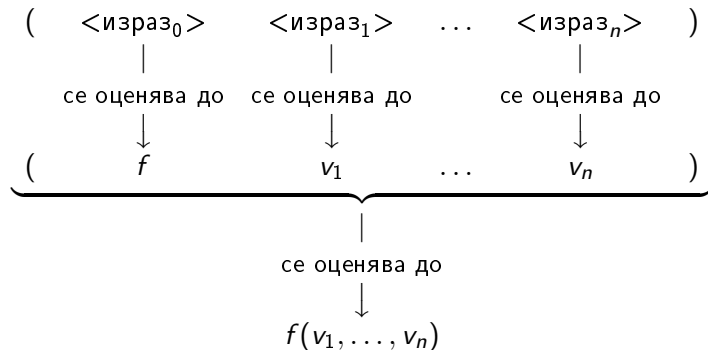 ( <израз₀> <израз₁> … <изразₙ> )
се оценява до се оценява до се оценява до
( f v₁ … vₙ )
се оценява до
f(v₁, …, vₙ)